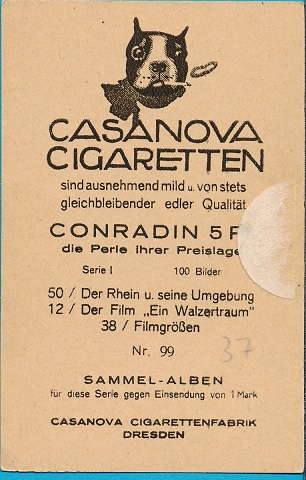 CASANOVA
CIGARETTEN
sind ausnehmend mild u. von stets
gleichbleibender edler Qualität
CONRADIN 5 P
die Perle ihrer Preislage
Serie I 100 Bilder
50 / Der Rhein u. seine Umgebung
12 / Der Film „Ein Walzertraum"
38 / Filmgrößen
Nr. 99
37
SAMMEL-ALBEN
für diese Serie gegen Einsendung von 1 Mark
CASANOVA CIGARETTENFABRIK
DRESDEN